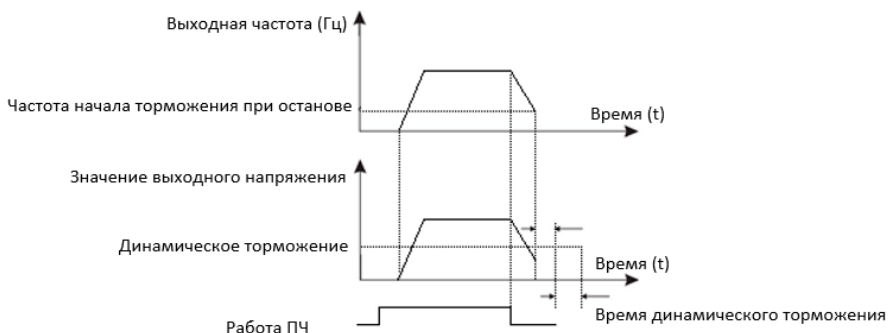 Выходная частота (Гц)
Частота начала торможения при останове
Время (t)
Значение выходного напряжения
Динамическое торможение
Время (t)
Время динамического торможения
Работа ПЧ